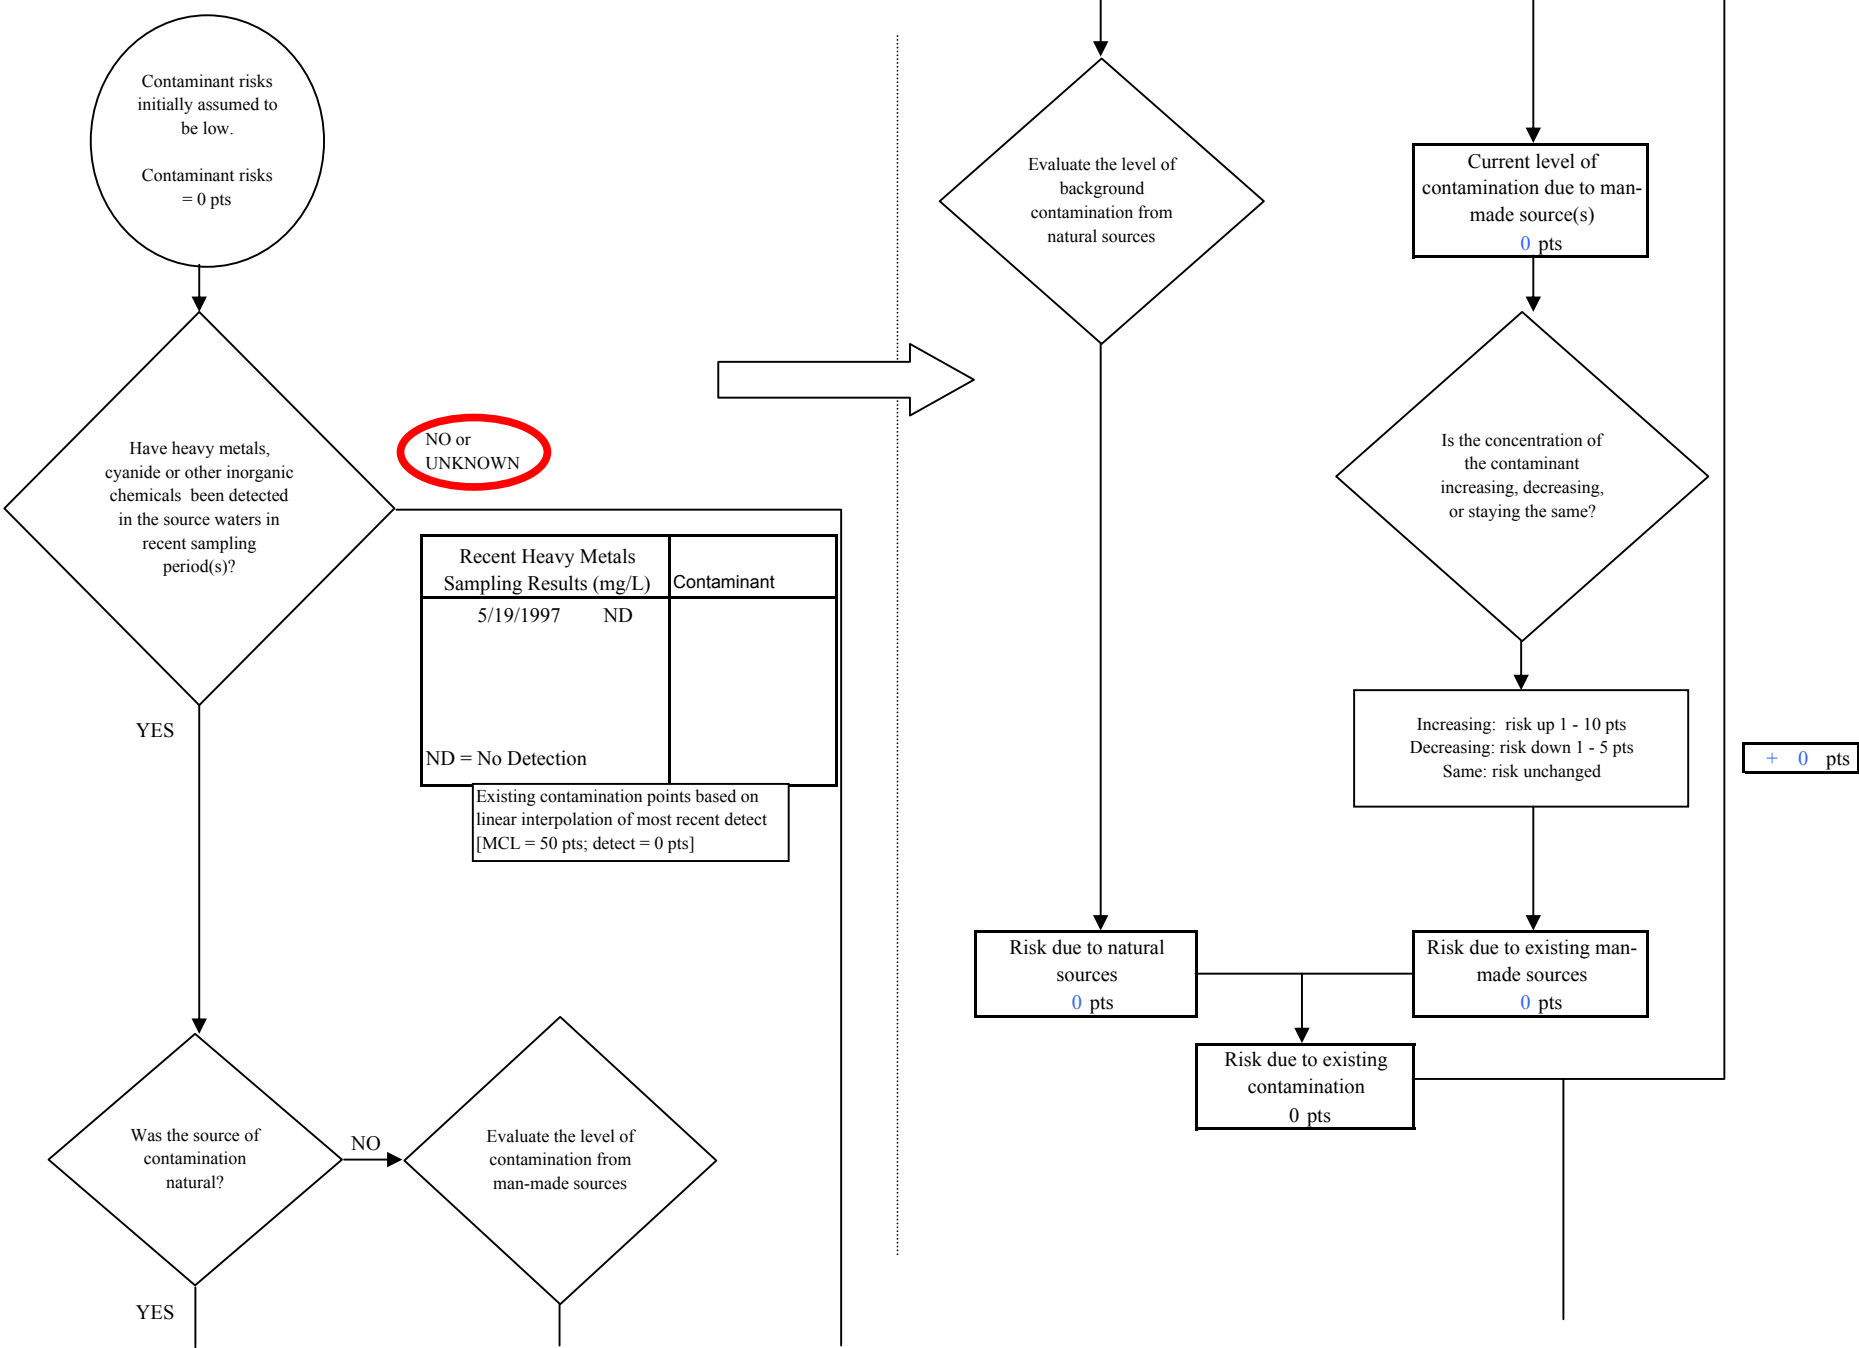 Contaminant risks
initially assumed to
be low.
Contaminant risks
= 0 pts
Have heavy metals,
cyanide or other inorganic
chemicals been detected
in the source waters in
recent sampling
period(s)?
NO or
UNKNOWN
Recent Heavy Metals
Sampling Results (mg/L)
Contaminant
5/19/1997 ND
ND = No Detection
Existing contamination points based on
linear interpolation of most recent detect
[MCL = 50 pts; detect = 0 pts]
YES
Was the source of
contamination
natural?
NO
Evaluate the level of
contamination from
man-made sources
YES
Evaluate the level of
background
contamination from
natural sources
Current level of
contamination due to man-
made source(s)
0 pts
Is the concentration of
the contaminant
increasing, decreasing,
or staying the same?
Increasing: risk up 1 - 10 pts
Decreasing: risk down 1 - 5 pts
Same: risk unchanged
+ 0 pts
Risk due to natural
sources
0 pts
Risk due to existing man-
made sources
0 pts
Risk due to existing
contamination
0 pts